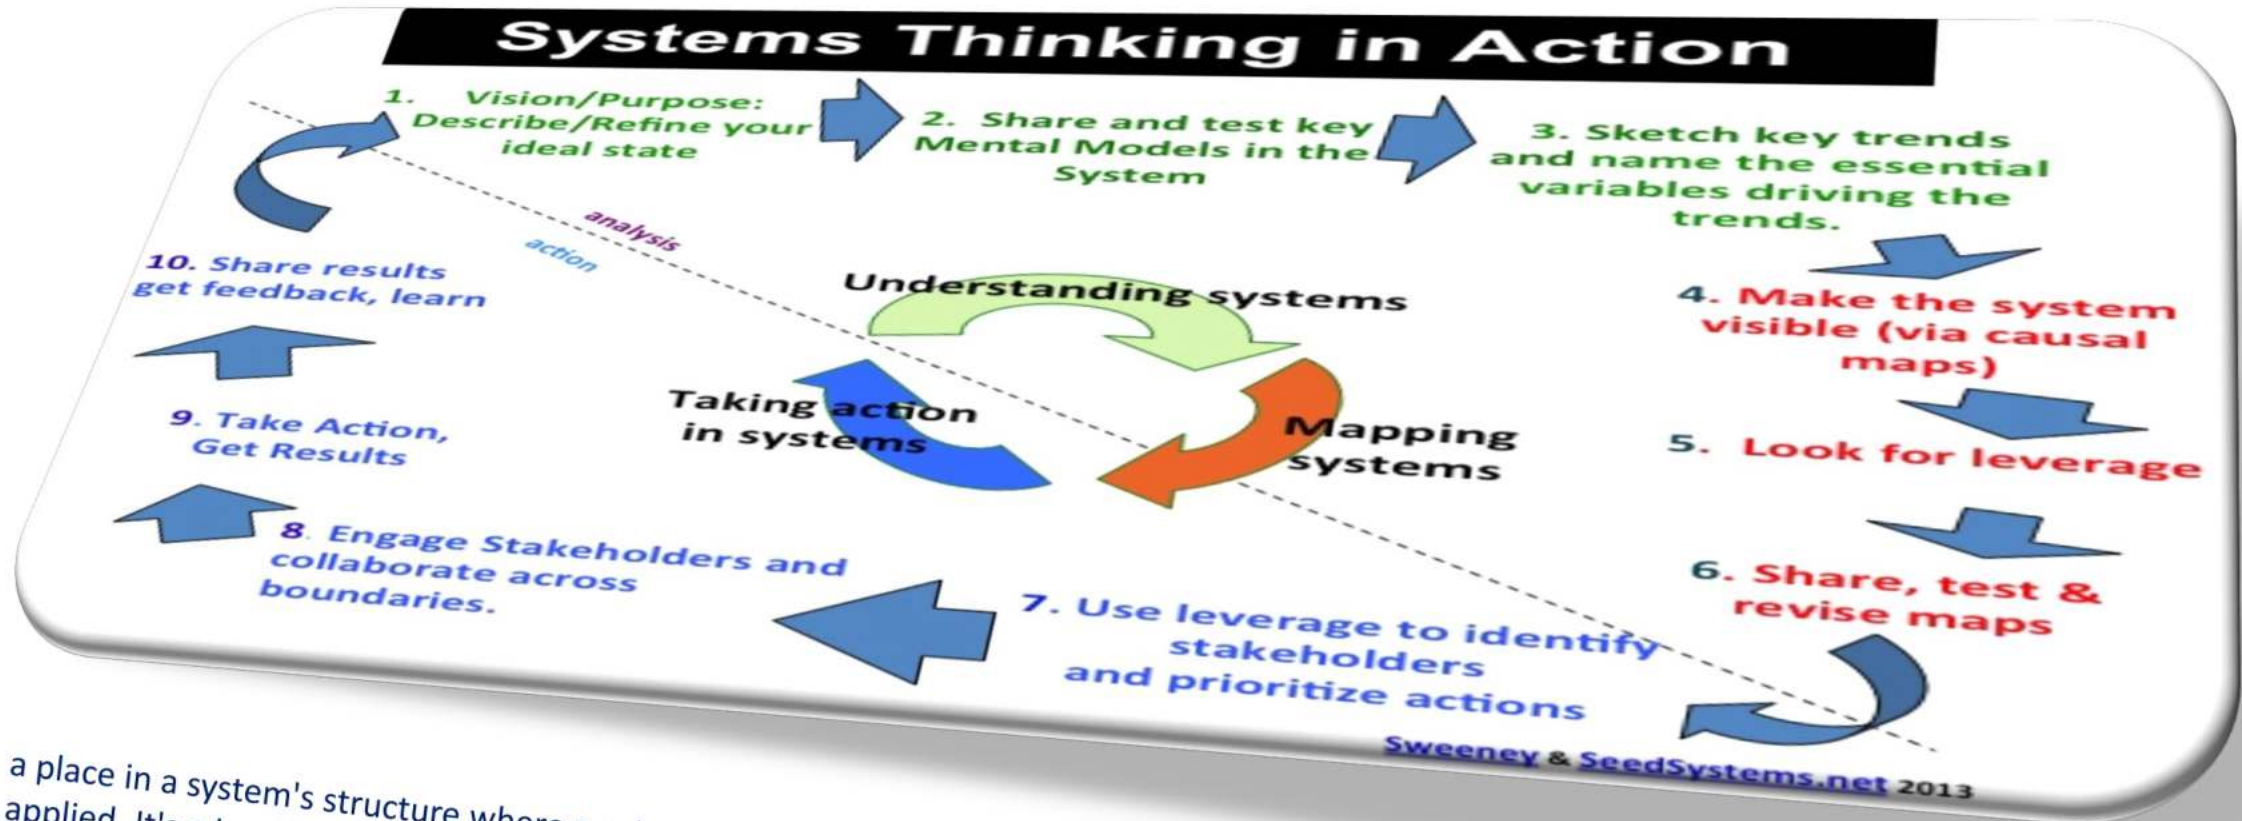 Systems Thinking in Action
1. Vision/Purpose:
Describe/Refine your
ideal state
2. Share and test key
Mental Models in the
System
3. Sketch key trends
and name the essential
variables driving the
trends.
4. Make the system
visible (via causal
maps)
5. Look for leverage
6. Share, test &
revise maps
7. Use leverage to identify
stakeholders
and prioritize actions
8. Engage Stakeholders and
collaborate across
boundaries.
9. Take Action,
Get Results
10. Share results
get feedback, learn
analysis
action
Understanding systems
Mapping
systems
Taking action
in systems
Sweeney & SeedSystems.net 2013
a place in a system's structure where
applied. It's